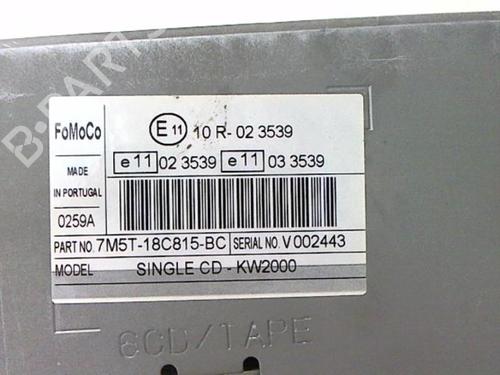 B-PARTS
FoMoCo
E 11 10 R- 02 3539
e 11 02 3539 e 11 03 3539
MADE
IN PORTUGAL
0259A
PART NO. 7M5T-18C815-BC SERIAL NO. V 002443
MODEL SINGLE CD - KW2000
6CD/TAPE